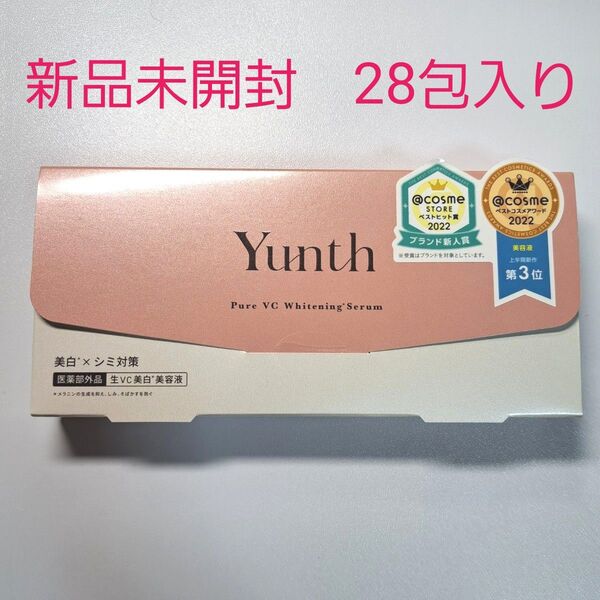 新品未開封　28包入り
@cosme
STORE
ベストヒット賞
2022
ブランド新人賞
※受賞はブランドを対象としています。
@cosme
ベストコスメアワード
2022
美容液
上半期新作
第3位
Yunth
Pure VC Whitening* Serum
美白*×シミ対策
医薬部外品 生VC美白*美容液
*メラニンの生成を抑え、しみ、そばかすを防ぐ